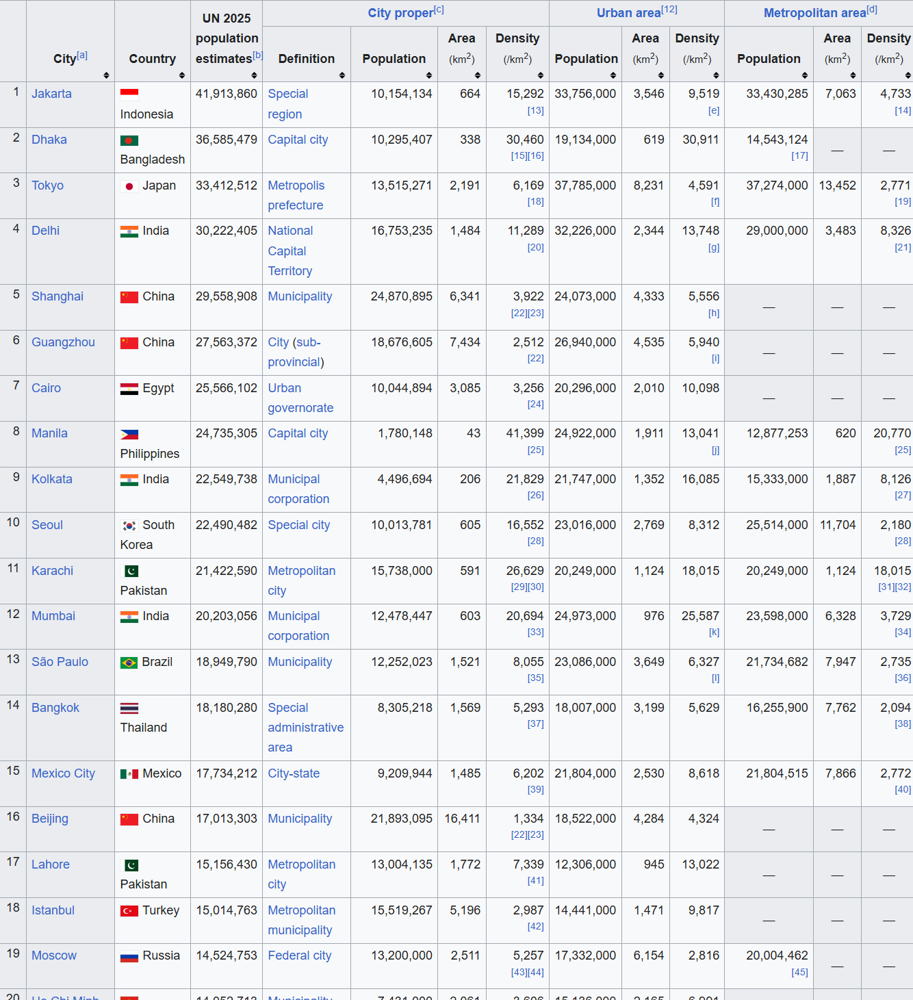 City[a] Country UN 2025 population estimates[b] City proper[c] Urban area[12] Metropolitan area[d]
Definition Population Area (km2) Density (/km2) Population Area (km2) Density (/km2) Population Area (km2) Density (/km2)
1 Jakarta Indonesia 41,913,860 Special region 10,154,134 664 15,292 [13] 33,756,000 3,546 9,519 [e] 33,430,285 7,063 4,733 [14]
2 Dhaka Bangladesh 36,585,479 Capital city 10,295,407 338 30,460 [15][16] 19,134,000 619 30,911 14,543,124 [17] — —
3 Tokyo Japan 33,412,512 Metropolis prefecture 13,515,271 2,191 6,169 [18] 37,785,000 8,231 4,591 [f] 37,274,000 13,452 2,771 [19]
4 Delhi India 30,222,405 National Capital Territory 16,753,235 1,484 11,289 [20] 32,226,000 2,344 13,748 [g] 29,000,000 3,483 8,326 [21]
5 Shanghai China 29,558,908 Municipality 24,870,895 6,341 3,922 [22][23] 24,073,000 4,333 5,556 [h] — — —
6 Guangzhou China 27,563,372 City (sub-provincial) 18,676,605 7,434 2,512 [22] 26,940,000 4,535 5,940 [i] — — —
7 Cairo Egypt 25,566,102 Urban governorate 10,044,894 3,085 3,256 [24] 20,296,000 2,010 10,098 — — —
8 Manila Philippines 24,735,305 Capital city 1,780,148 43 41,399 [25] 24,922,000 1,911 13,041 [j] 12,877,253 620 20,770 [25]
9 Kolkata India 22,549,738 Municipal corporation 4,496,694 206 21,829 [26] 21,747,000 1,352 16,085 15,333,000 1,887 8,126 [27]
10 Seoul South Korea 22,490,482 Special city 10,013,781 605 16,552 [28] 23,016,000 2,769 8,312 25,514,000 11,704 2,180 [28]
11 Karachi Pakistan 21,422,590 Metropolitan city 15,738,000 591 26,629 [29][30] 20,249,000 1,124 18,015 20,249,000 1,124 18,015 [31][32]
12 Mumbai India 20,203,056 Municipal corporation 12,478,447 603 20,694 [33] 24,973,000 976 25,587 [k] 23,598,000 6,328 3,729 [34]
13 São Paulo Brazil 18,949,790 Municipality 12,252,023 1,521 8,055 [35] 23,086,000 3,649 6,327 [l] 21,734,682 7,947 2,735 [36]
14 Bangkok Thailand 18,180,280 Special administrative area 8,305,218 1,569 5,293 [37] 18,007,000 3,199 5,629 16,255,900 7,762 2,094 [38]
15 Mexico City Mexico 17,734,212 City-state 9,209,944 1,485 6,202 [39] 21,804,000 2,530 8,618 21,804,515 7,866 2,772 [40]
16 Beijing China 17,013,303 Municipality 21,893,095 16,411 1,334 [22][23] 18,522,000 4,284 4,324 — — —
17 Lahore Pakistan 15,156,430 Metropolitan city 13,004,135 1,772 7,339 [41] 12,306,000 945 13,022 — — —
18 Istanbul Turkey 15,014,763 Metropolitan municipality 15,519,267 5,196 2,987 [42] 14,441,000 1,471 9,817 — — —
19 Moscow Russia 14,524,753 Federal city 13,200,000 2,511 5,257 [43][44] 17,332,000 6,154 2,816 20,004,462 [45] — —
20 Ho Chi Minh Municipality